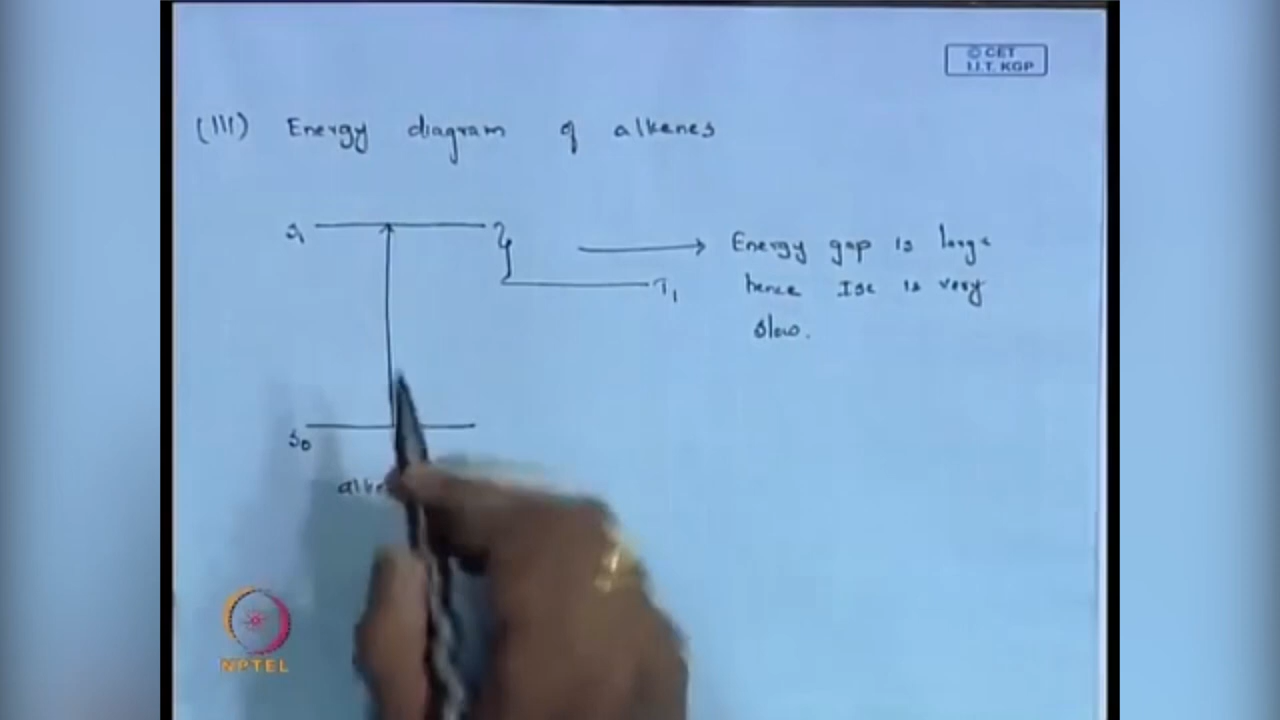 © CET
I.I.T. KGP
(III) Energy diagram of alkenes
S1
T1
Energy gap is large
hence ISC is very
slow.
S0
alke
NPTEL